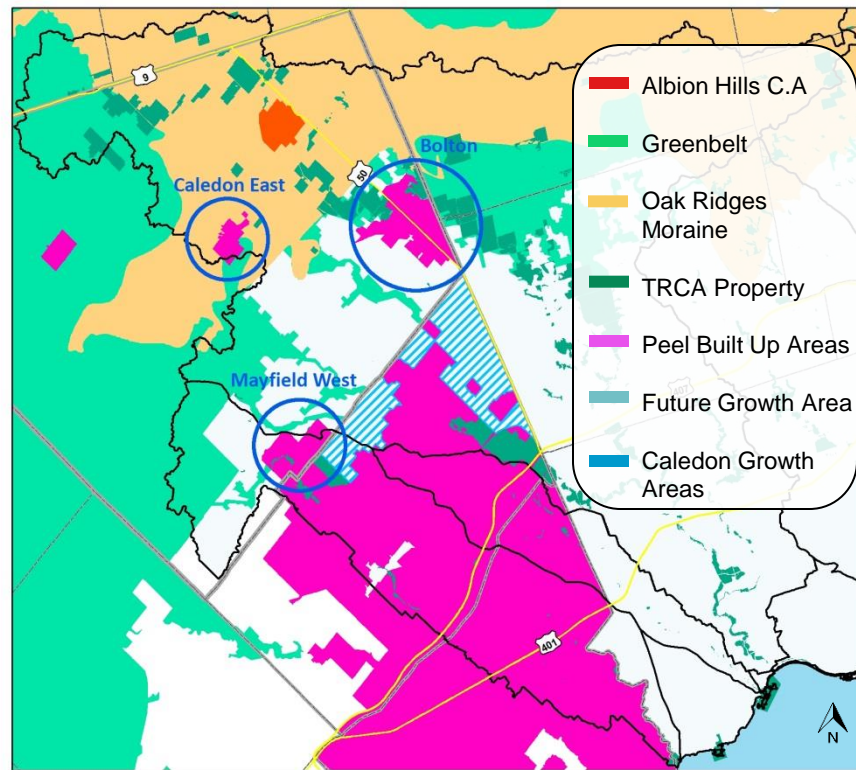 9
Bolton
50
Caledon East
Mayfield West
401
407
N
Albion Hills C.A
Greenbelt
Oak Ridges
Moraine
TRCA Property
Peel Built Up Areas
Future Growth Area
Caledon Growth
Areas